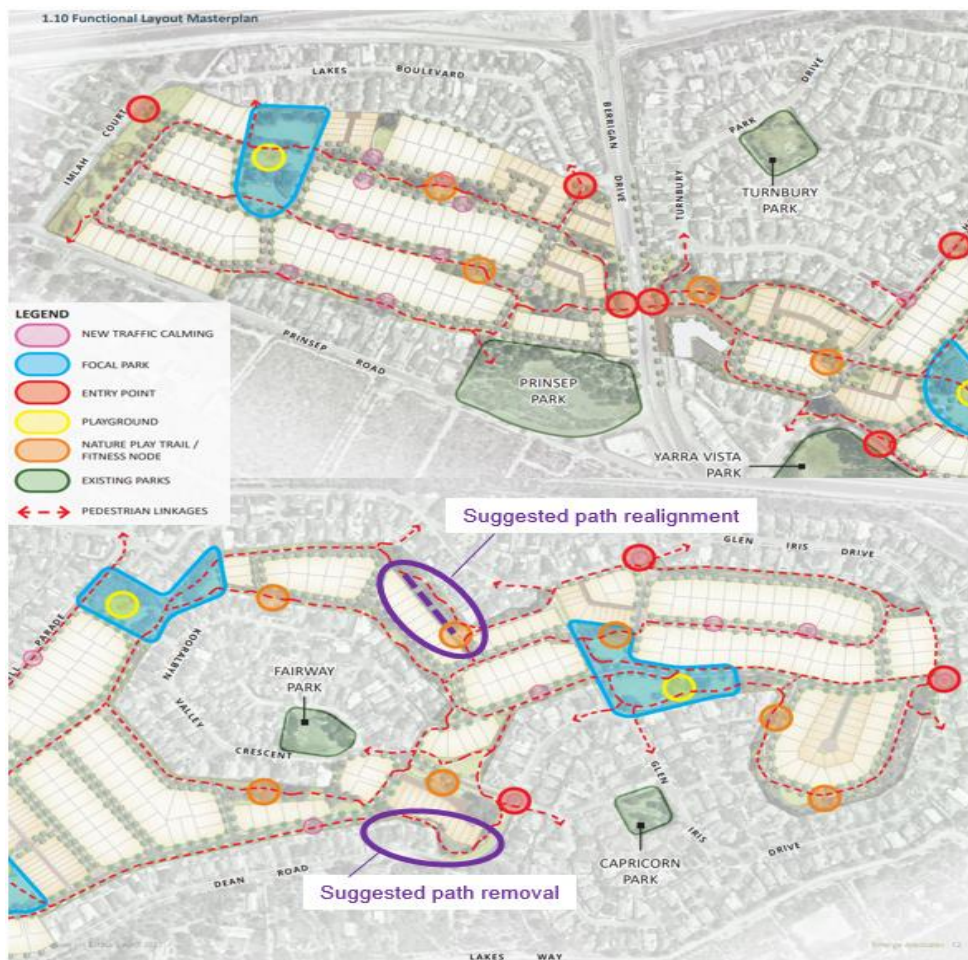 1.10 Functional Layout Masterplan
LAKES BOULEVARD
IMLAH COURT
BERRIGAN DRIVE
PARK DRIVE
TURNBURY
TURNBURY
PARK
LEGEND
NEW TRAFFIC CALMING
FOCAL PARK
ENTRY POINT
PLAYGROUND
NATURE PLAY TRAIL /
FITNESS NODE
EXISTING PARKS
PEDESTRIAN LINKAGES
PRINSEP ROAD
PRINSEP
PARK
YARRA VISTA
PARK
Suggested path realignment
GLEN IRIS DRIVE
PARADE
KOORALBYN
VALLEY
CRESCENT
FAIRWAY
PARK
GLEN
IRIS
DRIVE
CAPRICORN
PARK
DEAN ROAD
Suggested path removal
LAKES WAY